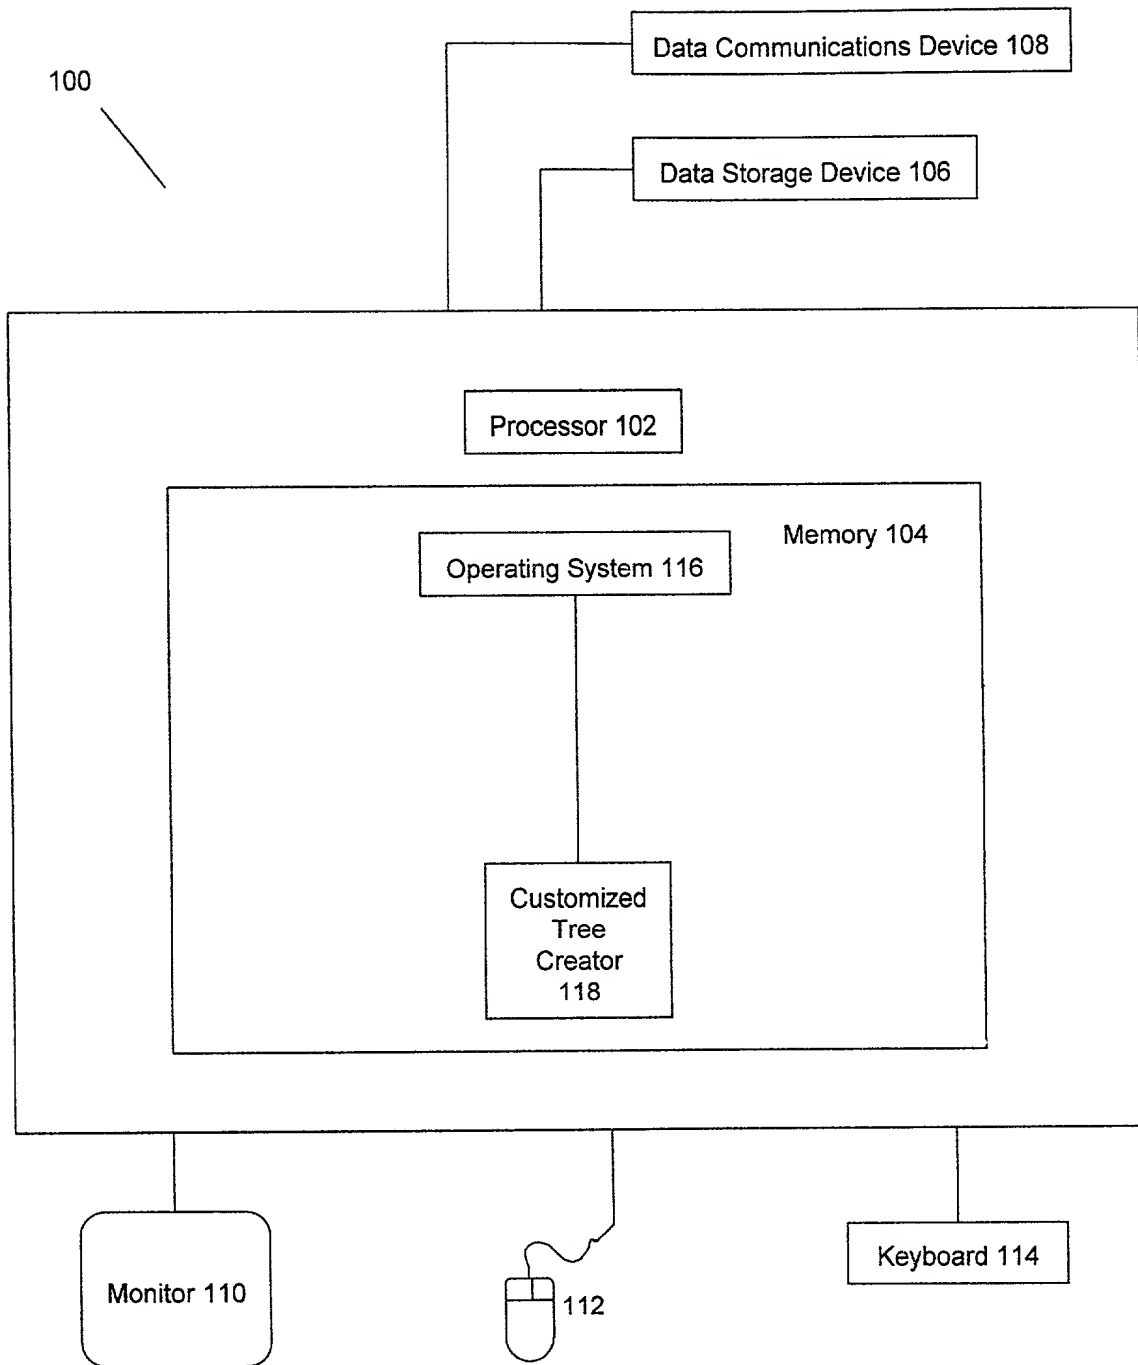 Data Communications Device 108
100
Data Storage Device 106
Processor 102
Memory 104
Operating System 116
Customized
Tree
Creator
118
Monitor 110
112
Keyboard 114